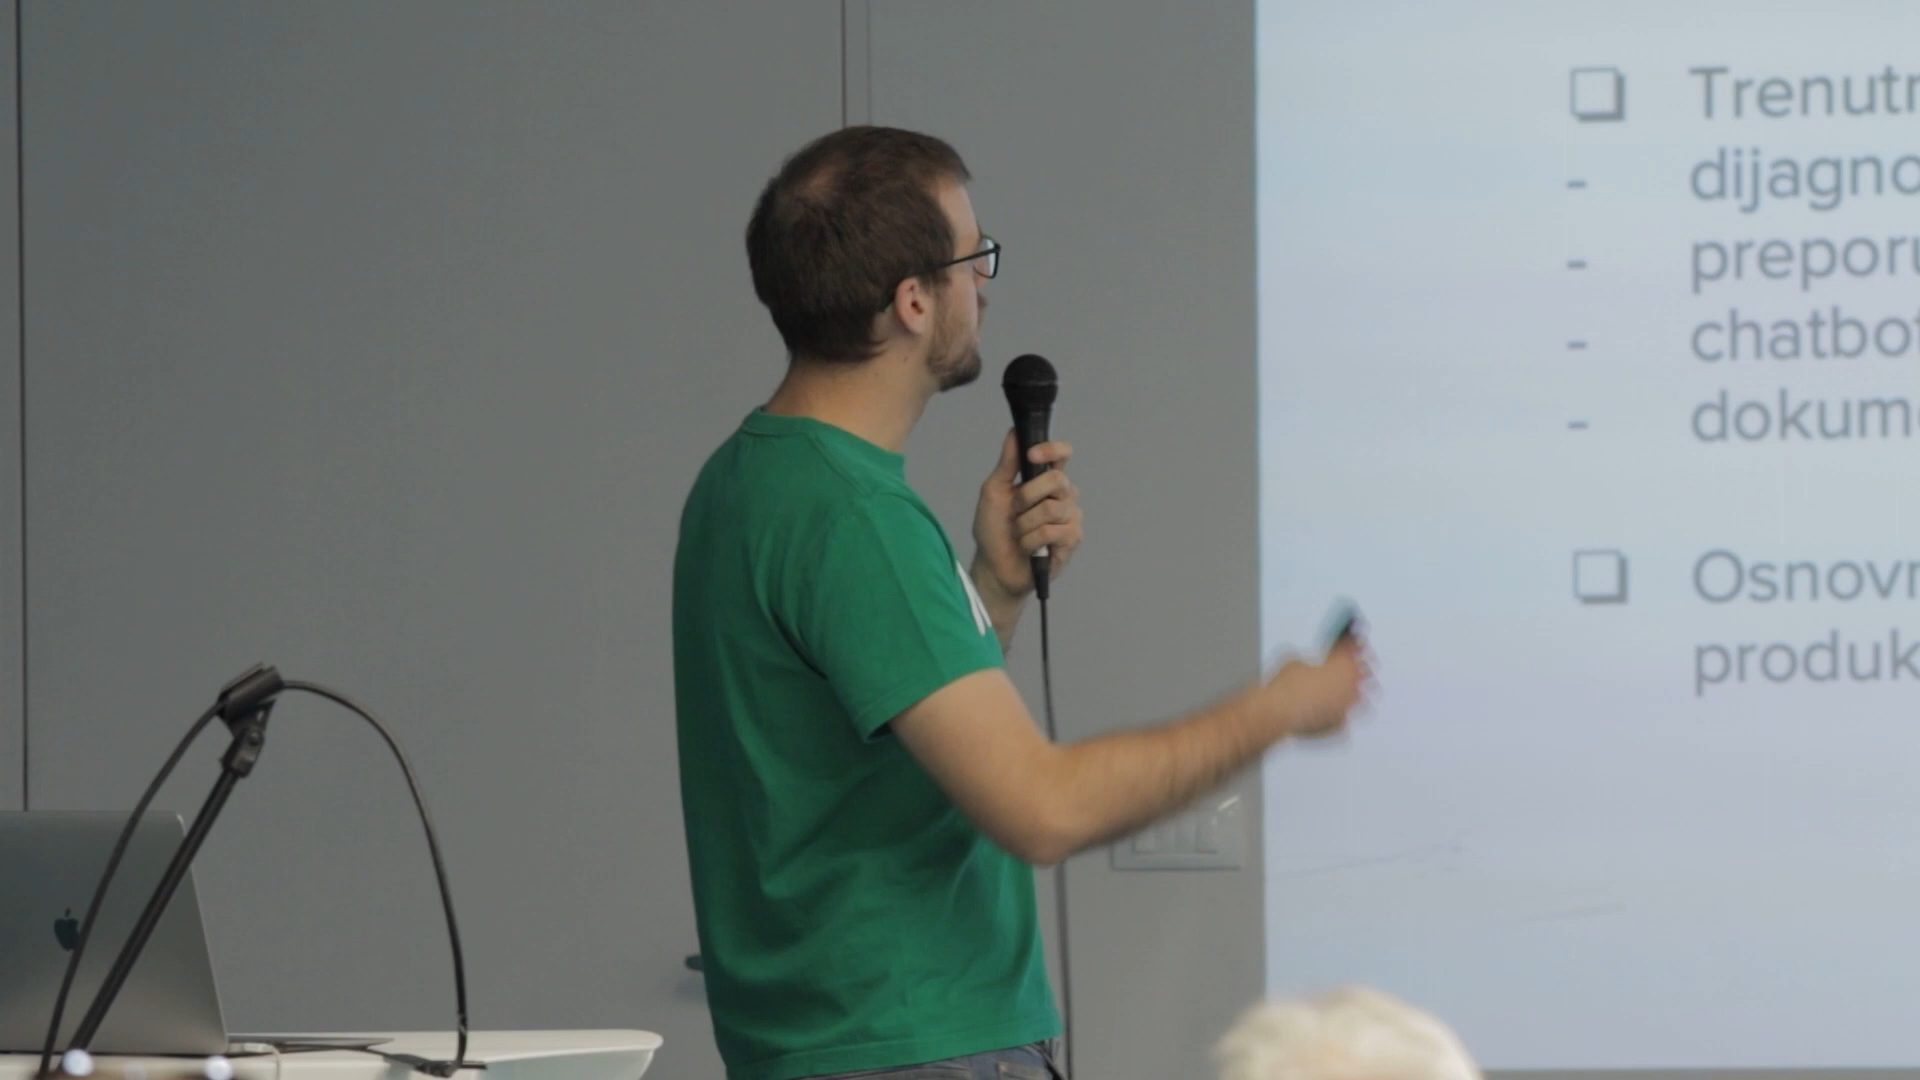 ❏ Trenutn
- dijagno
- preporu
- chatbot
- dokume
❏ Osnovn
produk